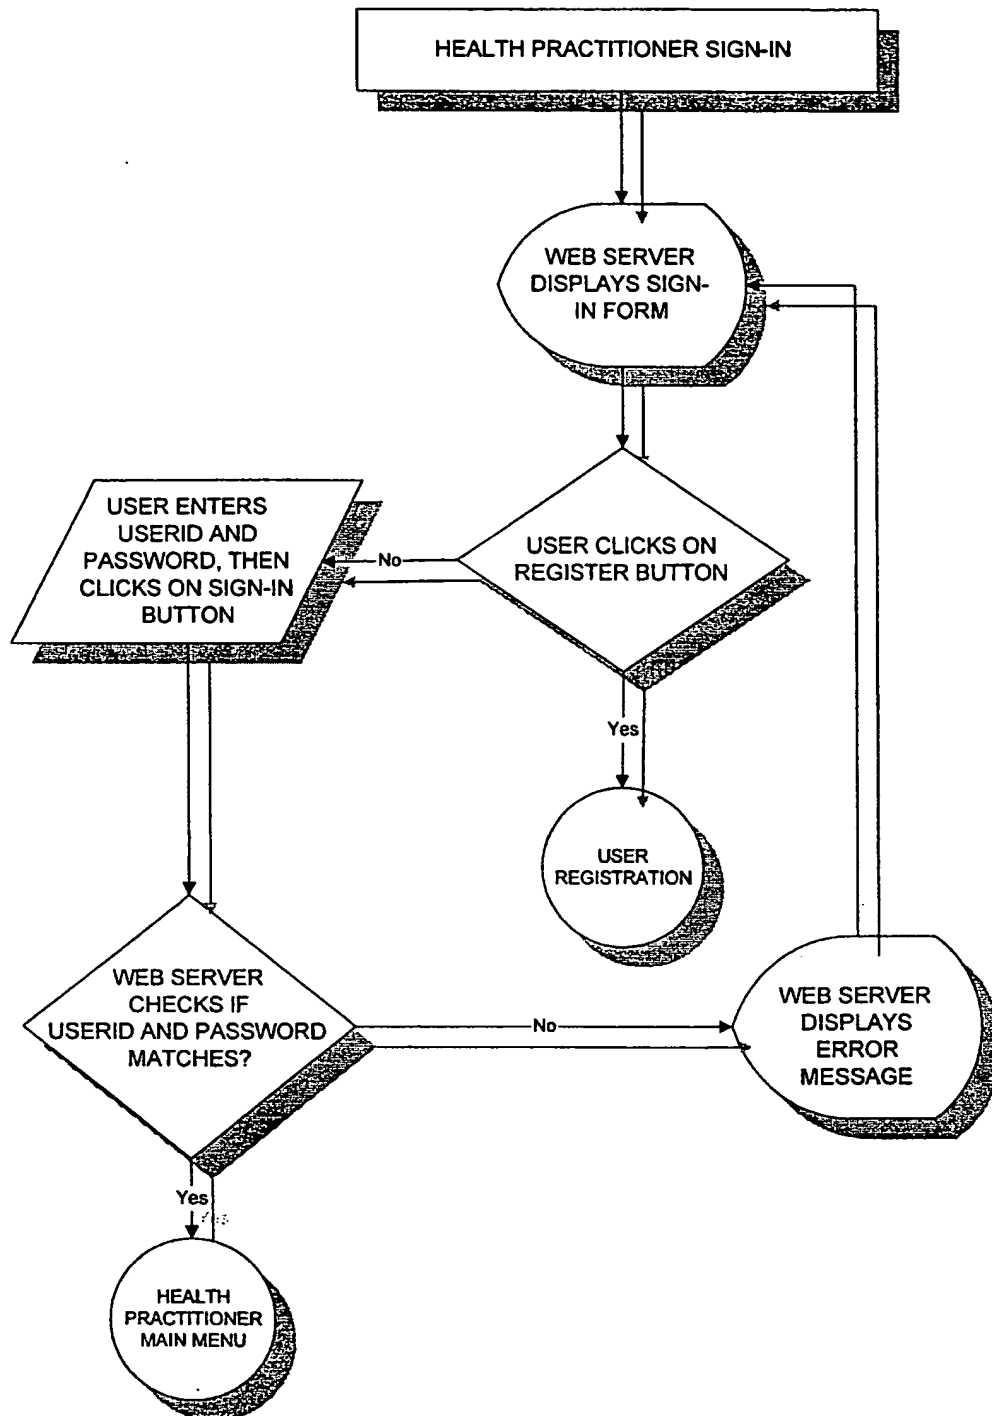 HEALTH PRACTITIONER SIGN-IN
WEB SERVER
DISPLAYS SIGN-
IN FORM
USER CLICKS ON
REGISTER BUTTON
No
USER ENTERS
USERID AND
PASSWORD, THEN
CLICKS ON SIGN-IN
BUTTON
Yes
USER
REGISTRATION
WEB SERVER
CHECKS IF
USERID AND PASSWORD
MATCHES?
No
WEB SERVER
DISPLAYS
ERROR
MESSAGE
Yes
Yes
HEALTH
PRACTITIONER
MAIN MENU